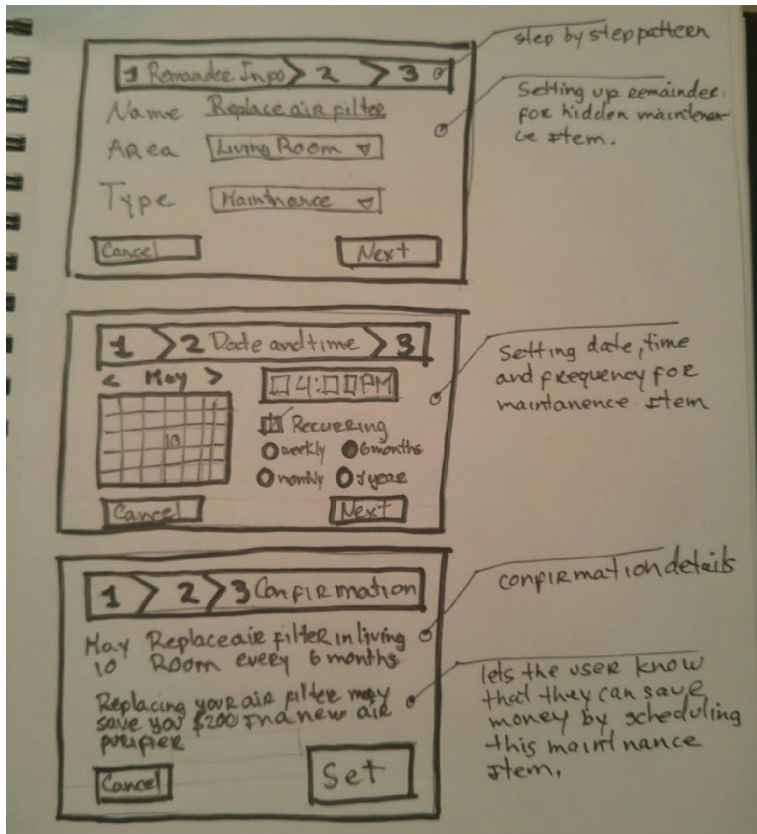 1 Remander Info > 2 > 3
Name Replace air filter
Area Living Room
Type Maintnance
Cancel Next
step by step pattern
Setting up remainder
for hidden maintenan
ce Item.
1 > 2 Date and time > 3
< May >
10
04:00PM
Recurring
weekly 6 months
monhly 1 year
Cancel Next
Setting date, time
and frequency for
maintanence Item
1 > 2 > 3 Confirmation
May Replace air filter in living
10 Room every 6 months
Replacing your air filter may
save you $200 In a new air
purifier
Cancel Set
confirmation details
lets the user know
that they can save
money by scheduling
this maintnance
Item.